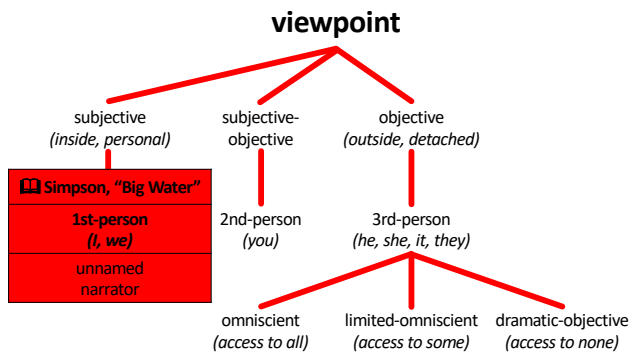 viewpoint
subjective
(inside, personal)
subjective-
objective
objective
(outside, detached)
Simpson, “Big Water”
1st-person
(I, we)
unnamed
narrator
2nd-person
(you)
3rd-person
(he, she, it, they)
omniscient
(access to all)
limited-omniscient
(access to some)
dramatic-objective
(access to none)